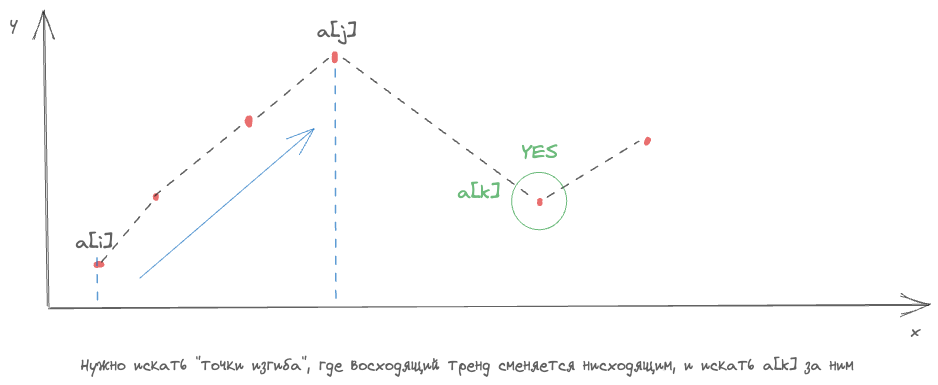 y
a[j]
YES
a[k]
a[i]
x
Нужно искать "точки изгиба", где восходящий тренд сменяется нисходящим, и искать a[k] за ним